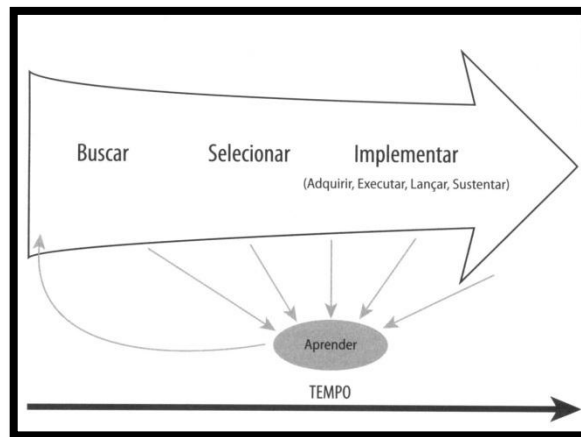 Buscar
Selecionar
Implementar
(Adquirir, Executar, Lançar, Sustentar)
Aprender
TEMPO